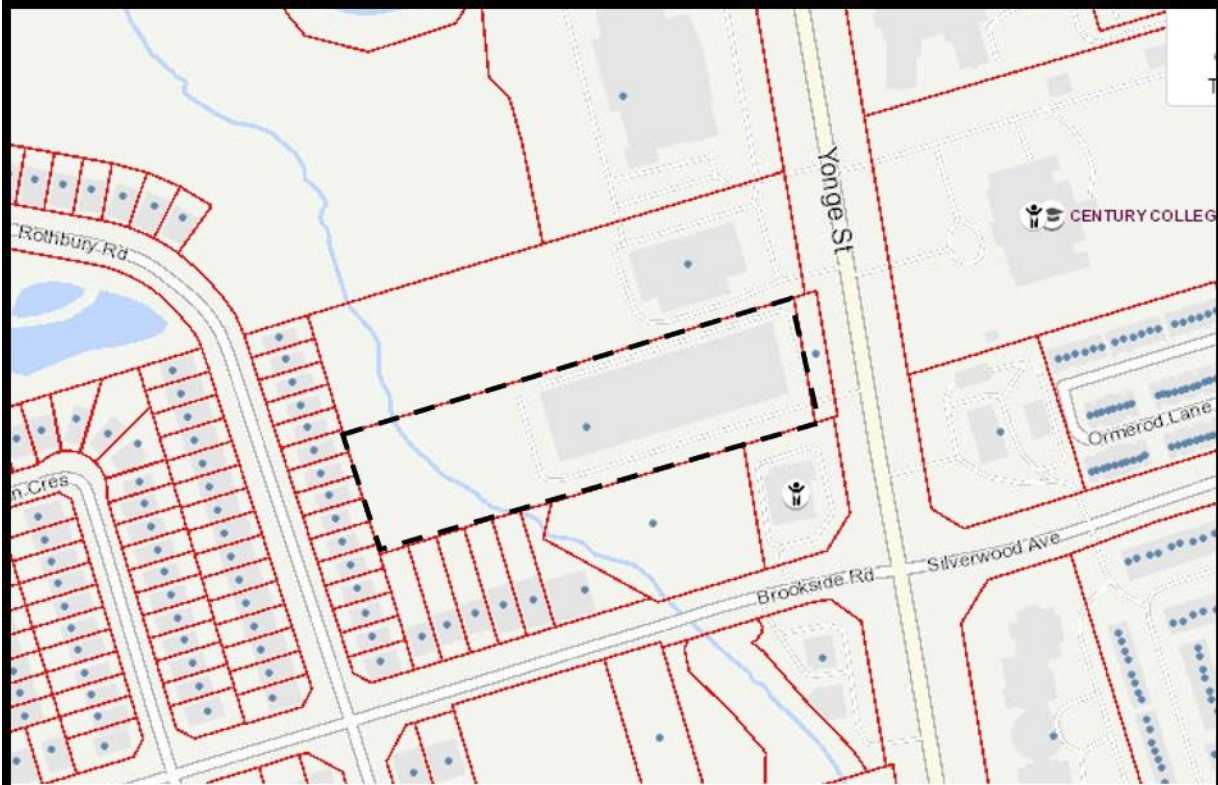 Yonge St
CENTURY COLLEG
Rothbury Rd
Ormerod Lane
n Cres
Silverwood Ave
Brookside Rd